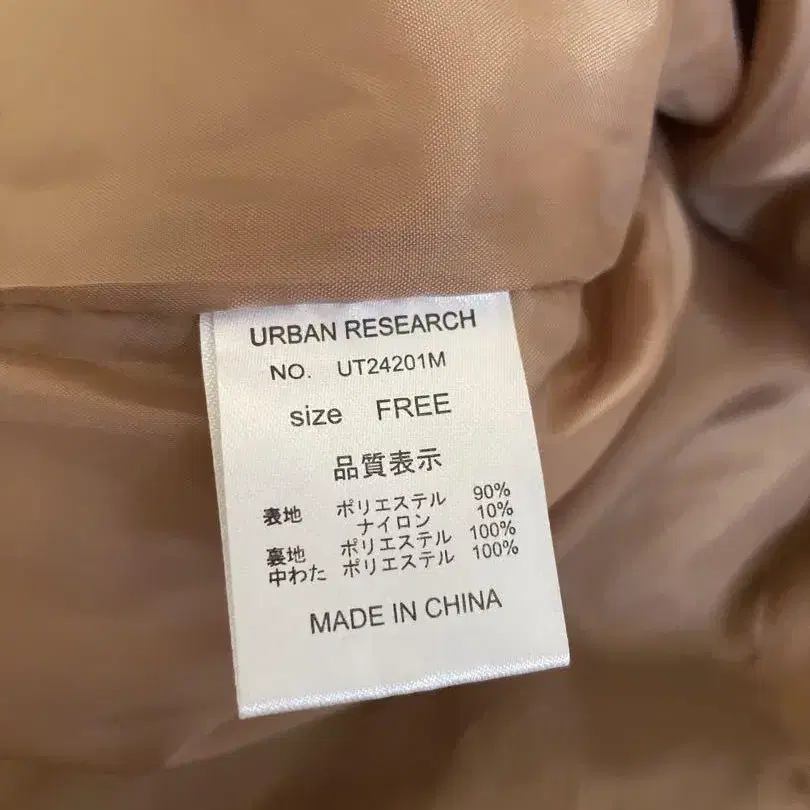 URBAN RESEARCH
NO. UT24201M
size FREE
品質表示
表地 ポリエステル 90%
ナイロン 10%
裏地 ポリエステル 100%
中わた ポリエステル 100%
MADE IN CHINA